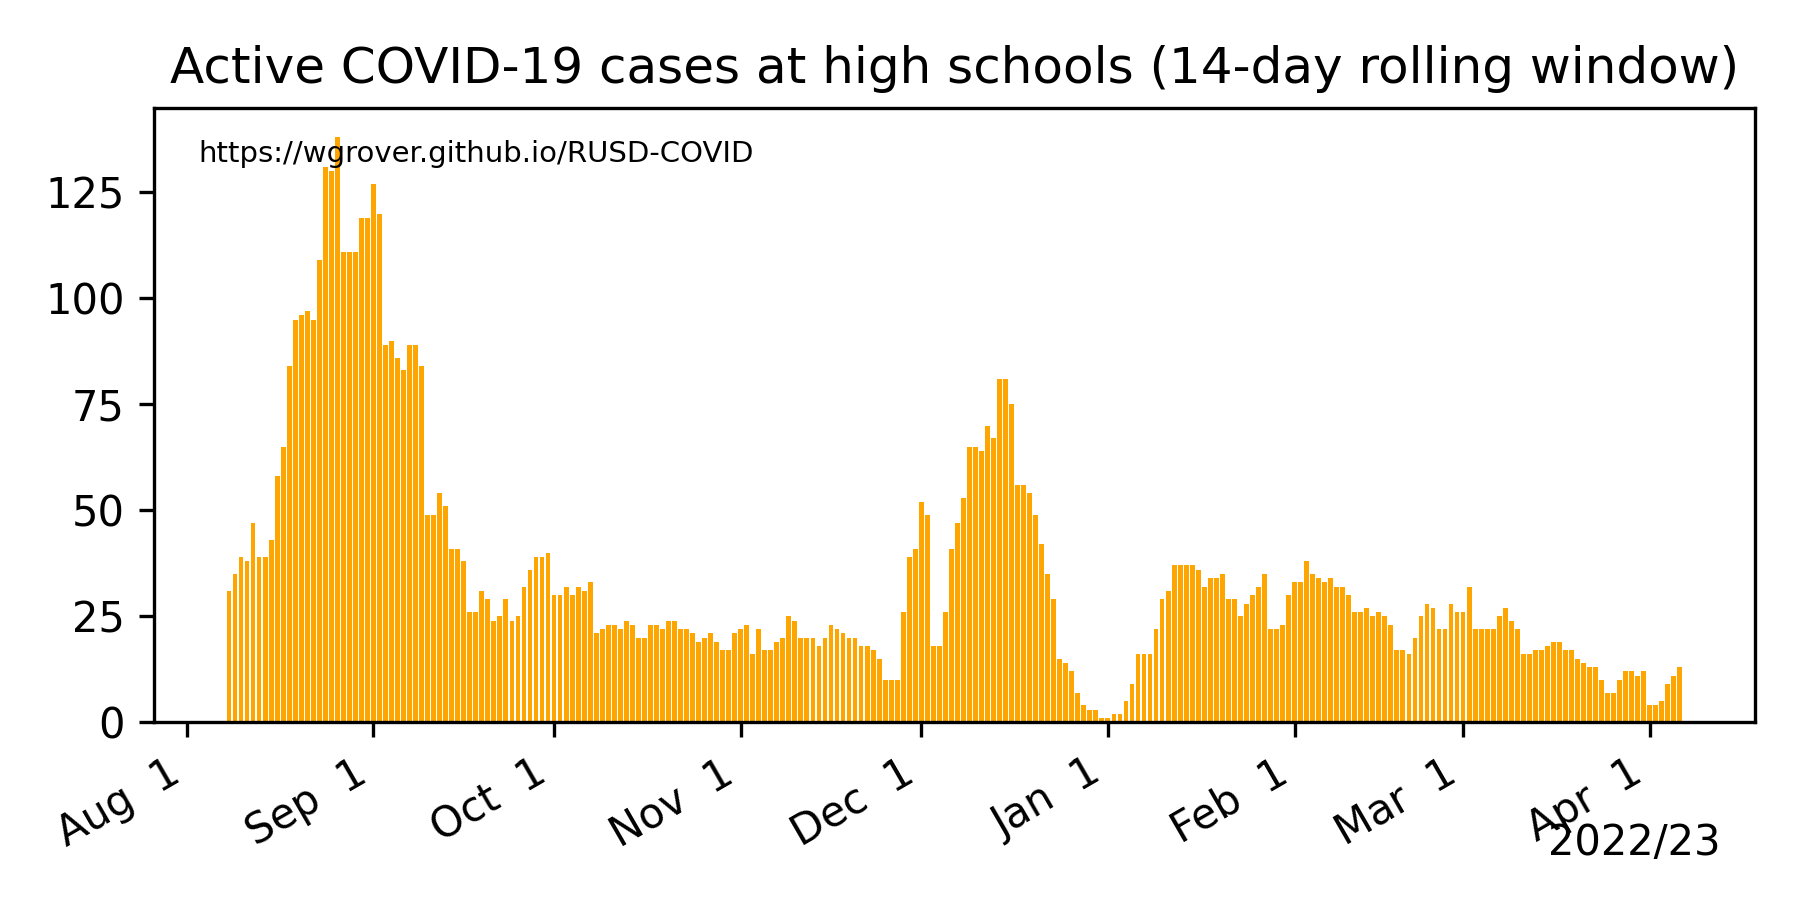 Active COVID-19 cases at high schools (14-day rolling window)
https://wgrover.github.io/RUSD-COVID
125
100
75
50
25
0
Aug 1
Sep 1
Oct 1
Nov 1
Dec 1
Jan 1
Feb 1
Mar 1
Apr 1
2022/23